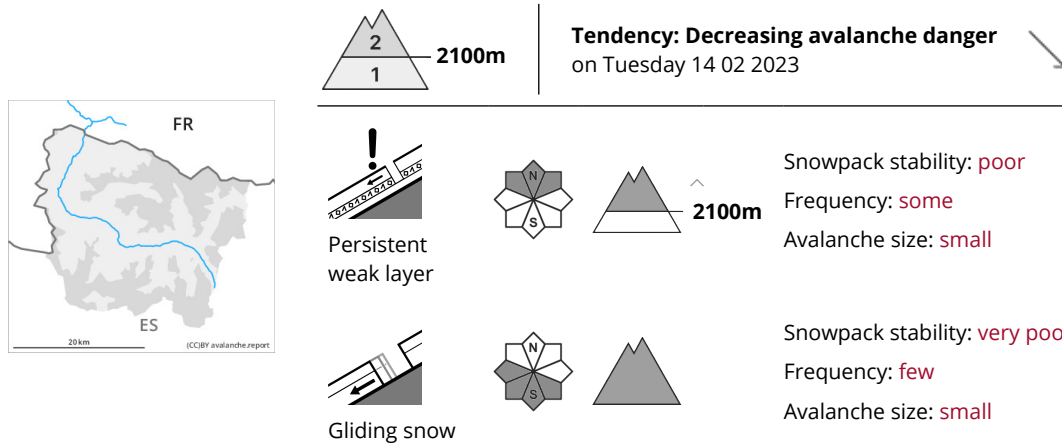 2
1
2100m
Tendency: Decreasing avalanche danger
on Tuesday 14 02 2023
FR
ES
20 km
(CC)BY avalanche.report
Persistent
weak layer
N
S
2100m
Snowpack stability: poor
Frequency: some
Avalanche size: small
Gliding snow
N
S
Snowpack stability: very poo
Frequency: few
Avalanche size: small